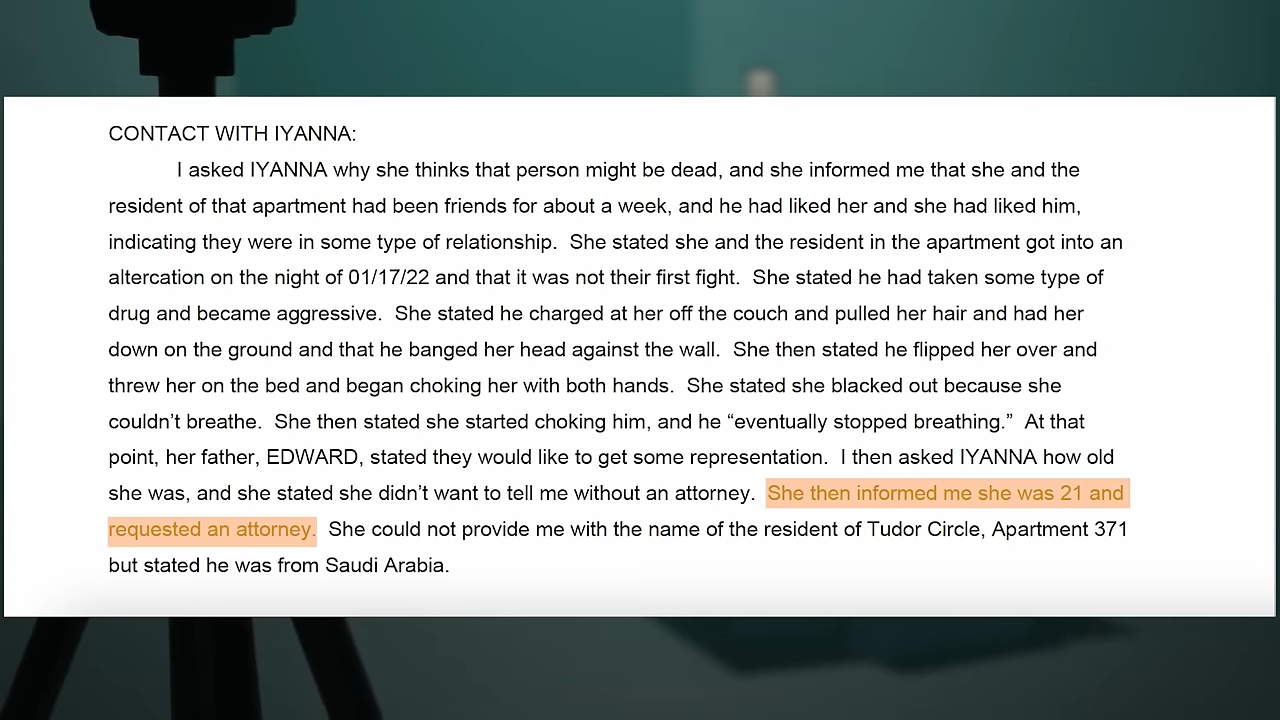 CONTACT WITH IYANNA:
I asked IYANNA why she thinks that person might be dead, and she informed me that she and the
resident of that apartment had been friends for about a week, and he had liked her and she had liked him,
indicating they were in some type of relationship.  She stated she and the resident in the apartment got into an
altercation on the night of 01/17/22 and that it was not their first fight.  She stated he had taken some type of
drug and became aggressive.  She stated he charged at her off the couch and pulled her hair and had her
down on the ground and that he banged her head against the wall.  She then stated he flipped her over and
threw her on the bed and began choking her with both hands.  She stated she blacked out because she
couldn’t breathe.  She then stated she started choking him, and he “eventually stopped breathing.”  At that
point, her father, EDWARD, stated they would like to get some representation.  I then asked IYANNA how old
she was, and she stated she didn’t want to tell me without an attorney.  She then informed me she was 21 and
requested an attorney.  She could not provide me with the name of the resident of Tudor Circle, Apartment 371
but stated he was from Saudi Arabia.